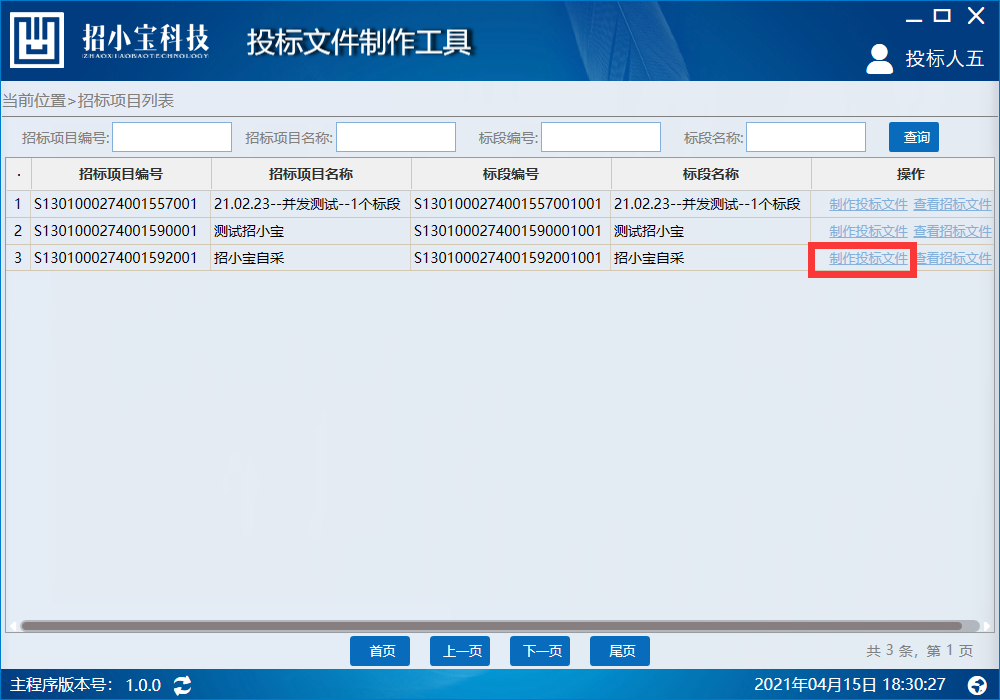 招小宝科技
ZHAOXIAOBAOTECHNOLOGY
投标文件制作工具
投标人五
当前位置>招标项目列表
招标项目编号: 招标项目名称: 标段编号: 标段名称: 查询
· 招标项目编号 招标项目名称 标段编号 标段名称 操作
1 S1301000274001557001 21.02.23--并发测试--1个标段 S1301000274001557001001 21.02.23--并发测试--1个标段 制作投标文件 查看招标文件
2 S1301000274001590001 测试招小宝 S1301000274001590001001 测试招小宝 制作投标文件 查看招标文件
3 S1301000274001592001 招小宝自采 S1301000274001592001001 招小宝自采 制作投标文件 查看招标文件
首页 上一页 下一页 尾页 共 3 条，第 1 页
主程序版本号： 1.0.0 2021年04月15日 18:30:27